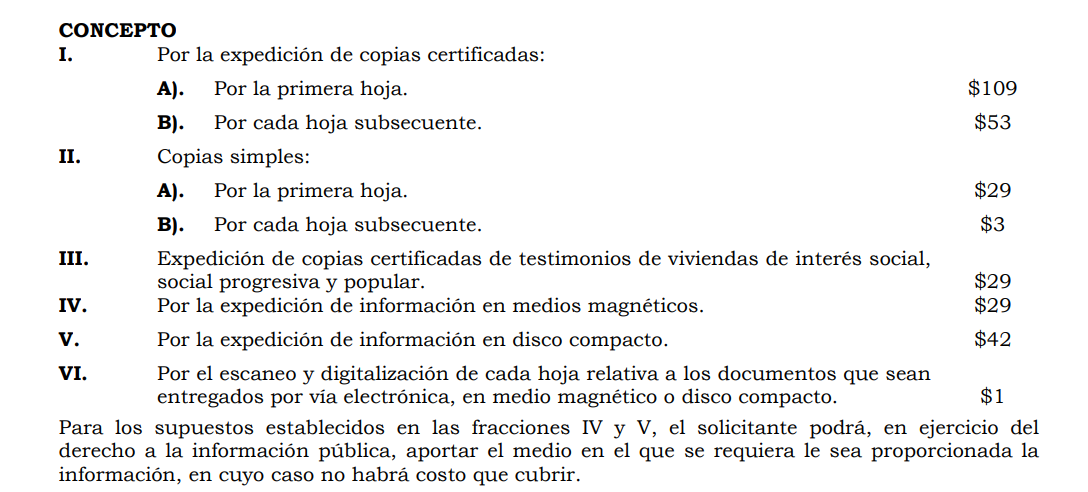 CONCEPTO
I. Por la expedición de copias certificadas:
A). Por la primera hoja. $109
B). Por cada hoja subsecuente. $53
II. Copias simples:
A). Por la primera hoja. $29
B). Por cada hoja subsecuente. $3
III. Expedición de copias certificadas de testimonios de viviendas de interés social,
social progresiva y popular. $29
IV. Por la expedición de información en medios magnéticos. $29
V. Por la expedición de información en disco compacto. $42
VI. Por el escaneo y digitalización de cada hoja relativa a los documentos que sean
entregados por vía electrónica, en medio magnético o disco compacto. $1
Para los supuestos establecidos en las fracciones IV y V, el solicitante podrá, en ejercicio del
derecho a la información pública, aportar el medio en el que se requiera le sea proporcionada la
información, en cuyo caso no habrá costo que cubrir.